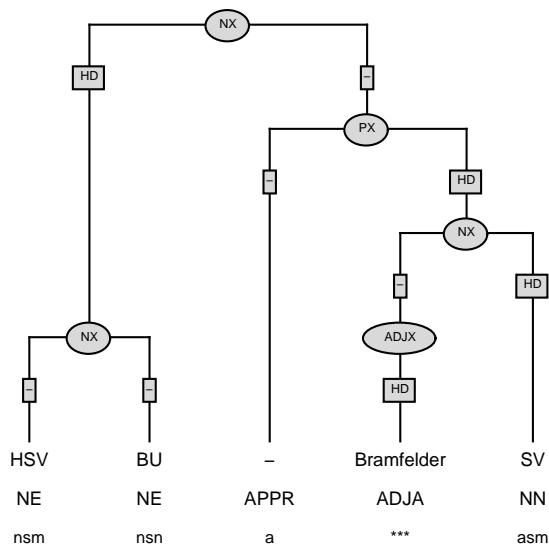 NX
HD –
PX
– HD
NX
– HD
NX ADJX
– – HD
HSV BU – Bramfelder SV
NE NE APPR ADJA NN
nsm nsn a *** asm